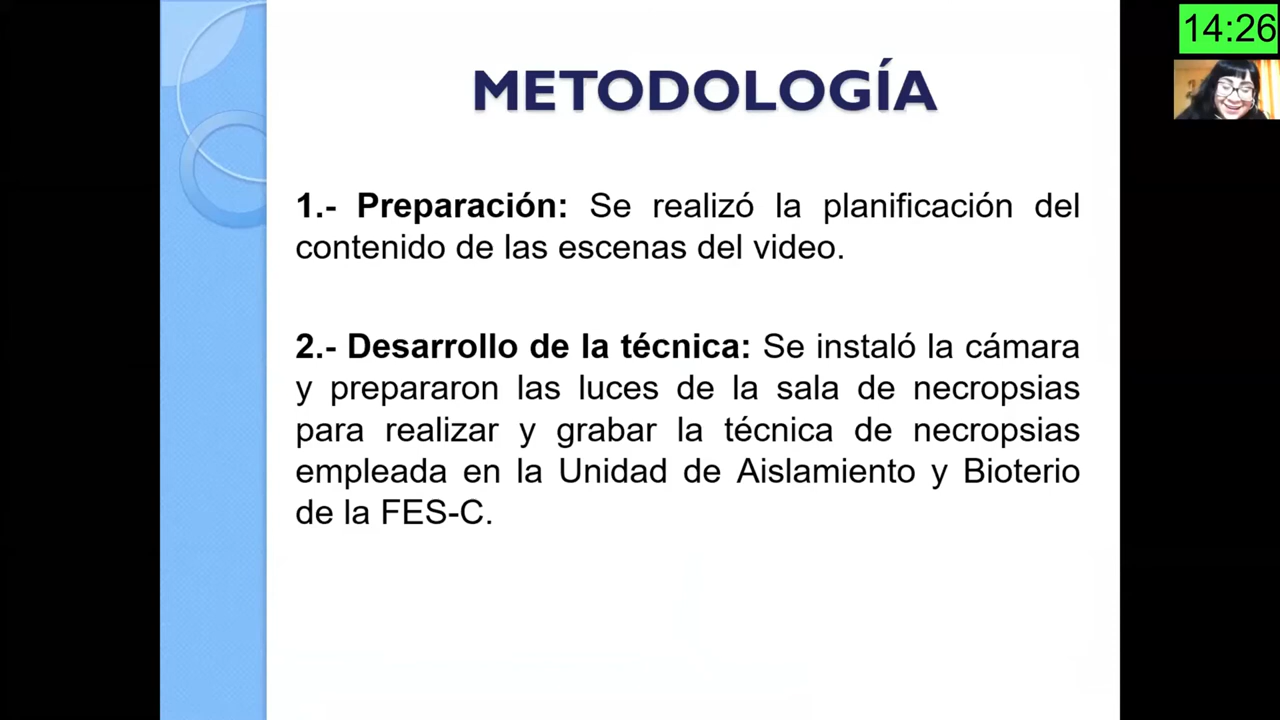 14:26
METODOLOGÍA
1.- Preparación: Se realizó la planificación del
contenido de las escenas del video.
2.- Desarrollo de la técnica: Se instaló la cámara
y prepararon las luces de la sala de necropsias
para realizar y grabar la técnica de necropsias
empleada en la Unidad de Aislamiento y Bioterio
de la FES-C.